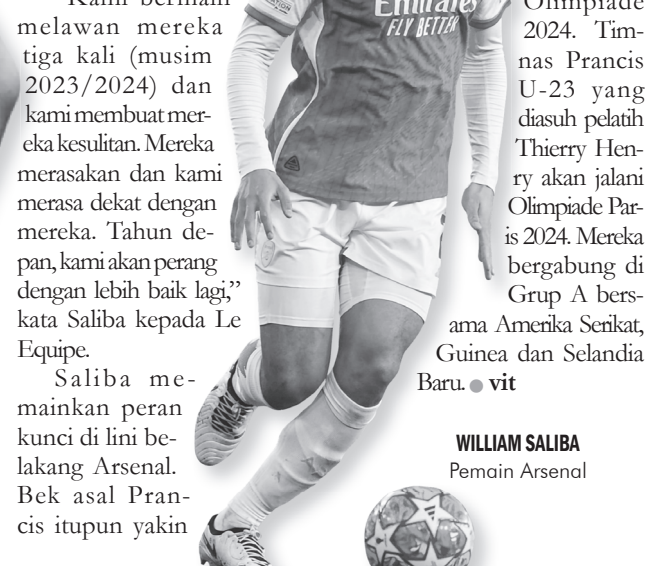 Kami bermain
melawan mereka
tiga kali (musim
2023/2024) dan
kami membuat mer-
eka kesulitan. Mereka
merasakan dan kami
merasa dekat dengan
mereka. Tahun de-
pan, kami akan perang
dengan lebih baik lagi,”
kata Saliba kepada Le
Equipe.
Saliba me-
mainkan peran
kunci di lini be-
lakang Arsenal.
Bek asal Pran-
cis itupun yakin
Emirates
FLY BETTER
Olimpiade
2024. Tim-
nas Prancis
U-23 yang
diasuh pelatih
Thierry Hen-
ry akan jalani
Olimpiade Par-
is 2024. Mereka
bergabung di
Grup A bers-
ama Amerika Serikat,
Guinea dan Selandia
Baru. ● vit
WILLIAM SALIBA
Pemain Arsenal